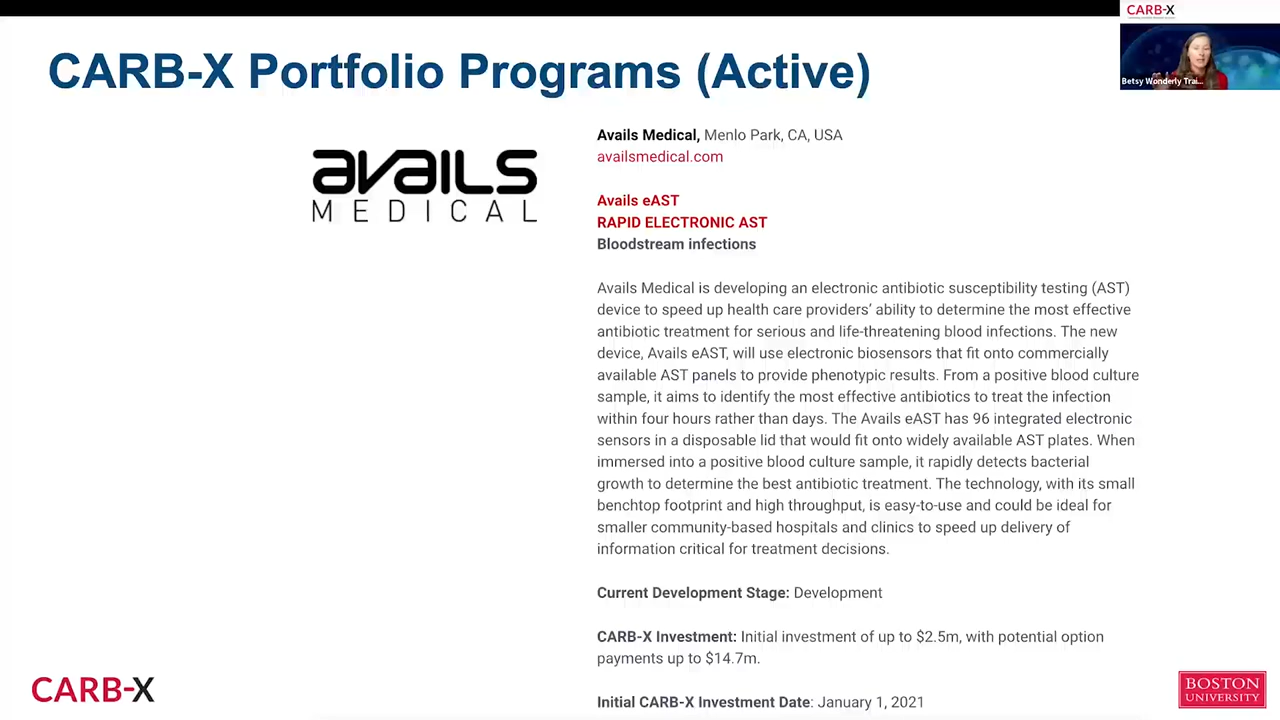 CARB-X
Betsy Wonderly Trai...
CARB-X Portfolio Programs (Active)
avails
MEDICAL
Avails Medical, Menlo Park, CA, USA
availsmedical.com
Avails eAST
RAPID ELECTRONIC AST
Bloodstream infections
Avails Medical is developing an electronic antibiotic susceptibility testing (AST)
device to speed up health care providers’ ability to determine the most effective
antibiotic treatment for serious and life-threatening blood infections. The new
device, Avails eAST, will use electronic biosensors that fit onto commercially
available AST panels to provide phenotypic results. From a positive blood culture
sample, it aims to identify the most effective antibiotics to treat the infection
within four hours rather than days. The Avails eAST has 96 integrated electronic
sensors in a disposable lid that would fit onto widely available AST plates. When
immersed into a positive blood culture sample, it rapidly detects bacterial
growth to determine the best antibiotic treatment. The technology, with its small
benchtop footprint and high throughput, is easy-to-use and could be ideal for
smaller community-based hospitals and clinics to speed up delivery of
information critical for treatment decisions.
Current Development Stage: Development
CARB-X Investment: Initial investment of up to $2.5m, with potential option
payments up to $14.7m.
Initial CARB-X Investment Date: January 1, 2021
CARB-X
BOSTON
UNIVERSITY